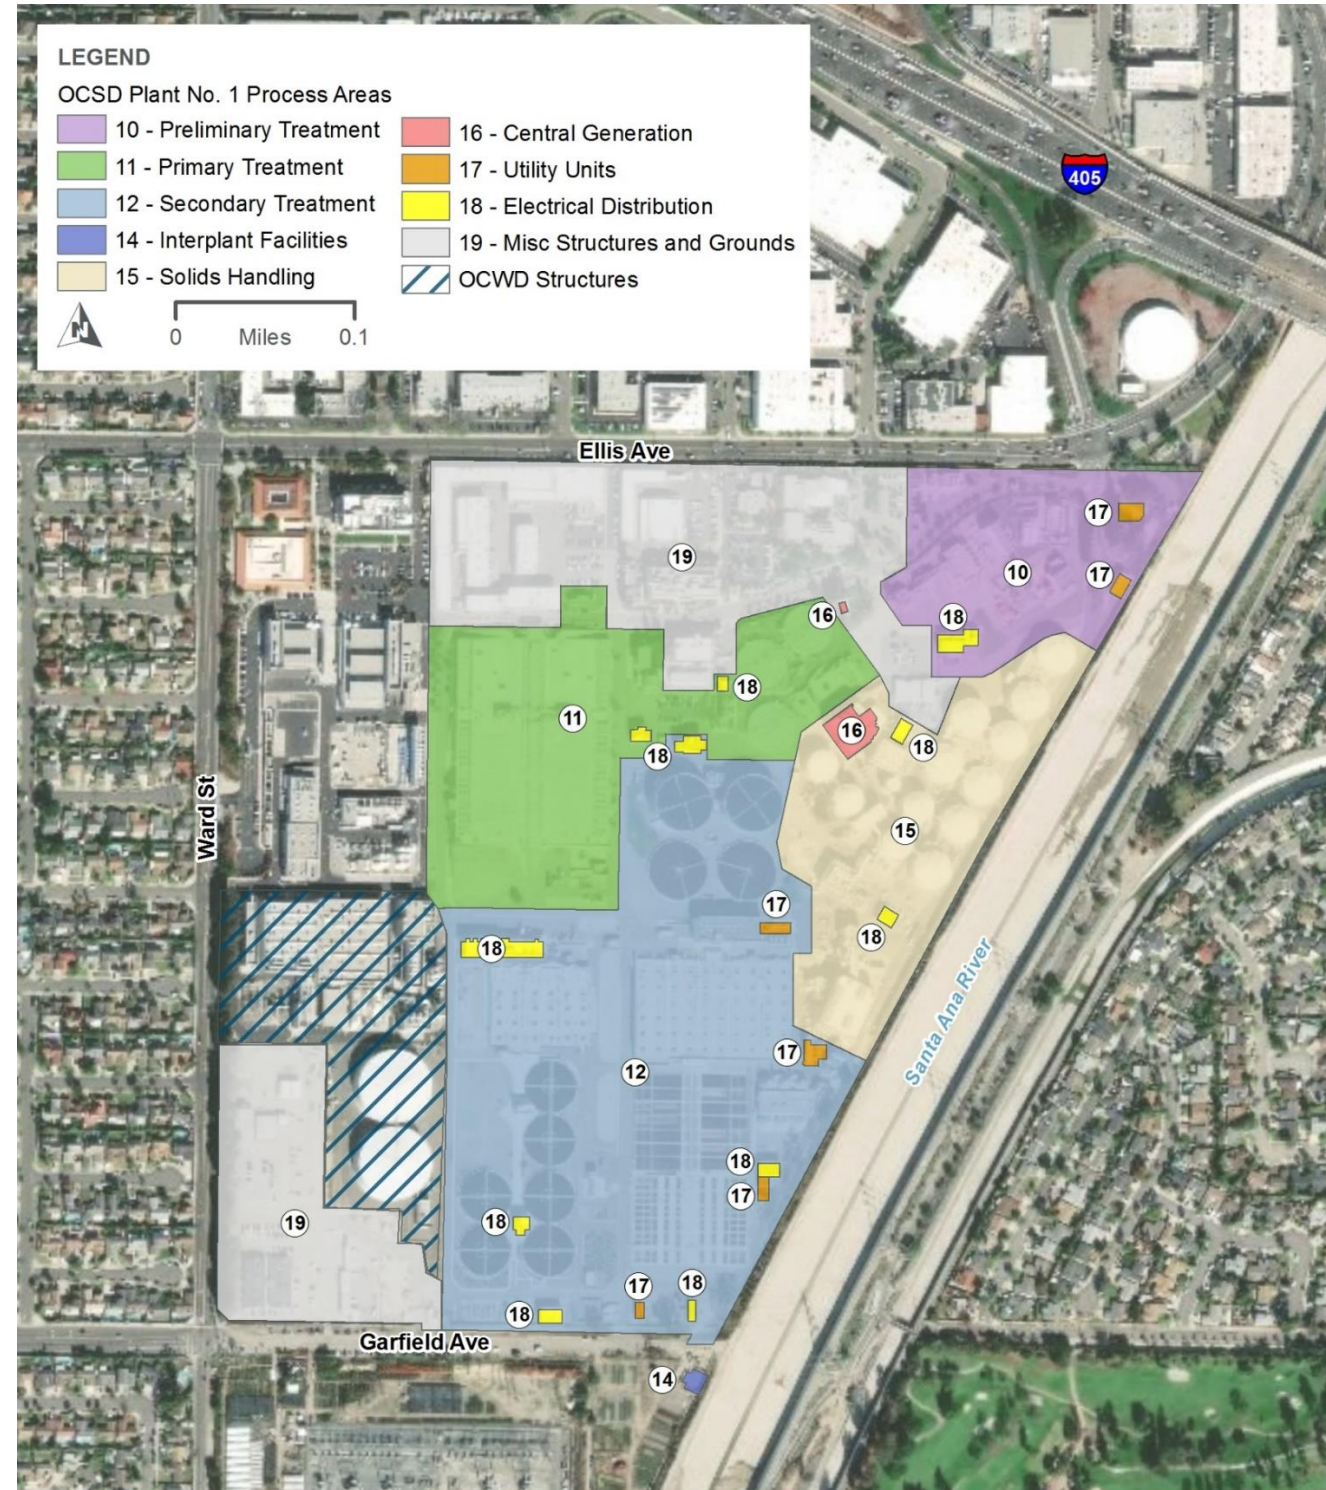 LEGEND
OCSD Plant No. 1 Process Areas
10 - Preliminary Treatment
11 - Primary Treatment
12 - Secondary Treatment
14 - Interplant Facilities
15 - Solids Handling
16 - Central Generation
17 - Utility Units
18 - Electrical Distribution
19 - Misc Structures and Grounds
OCWD Structures
N
0 Miles 0.1
405
Ellis Ave
17
19
10
17
16
18
18
11
16
18
18
Ward St
15
17
18
18
Santa Ana River
17
12
18
17
19
18
17
18
18
Garfield Ave
14